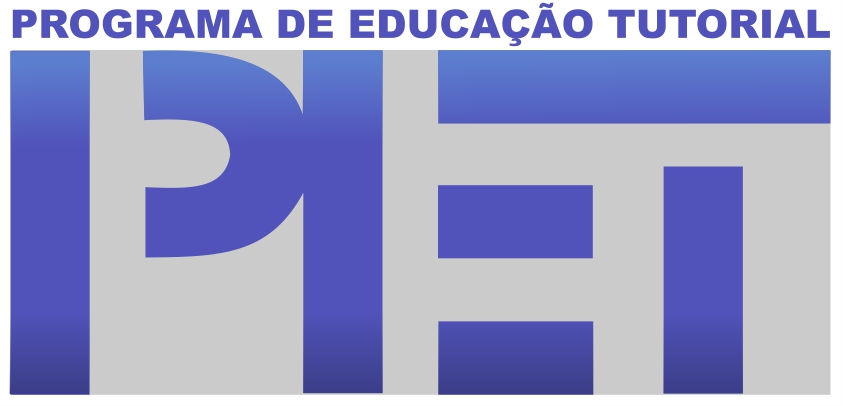 PROGRAMA DE EDUCAÇÃO TUTORIAL
PET